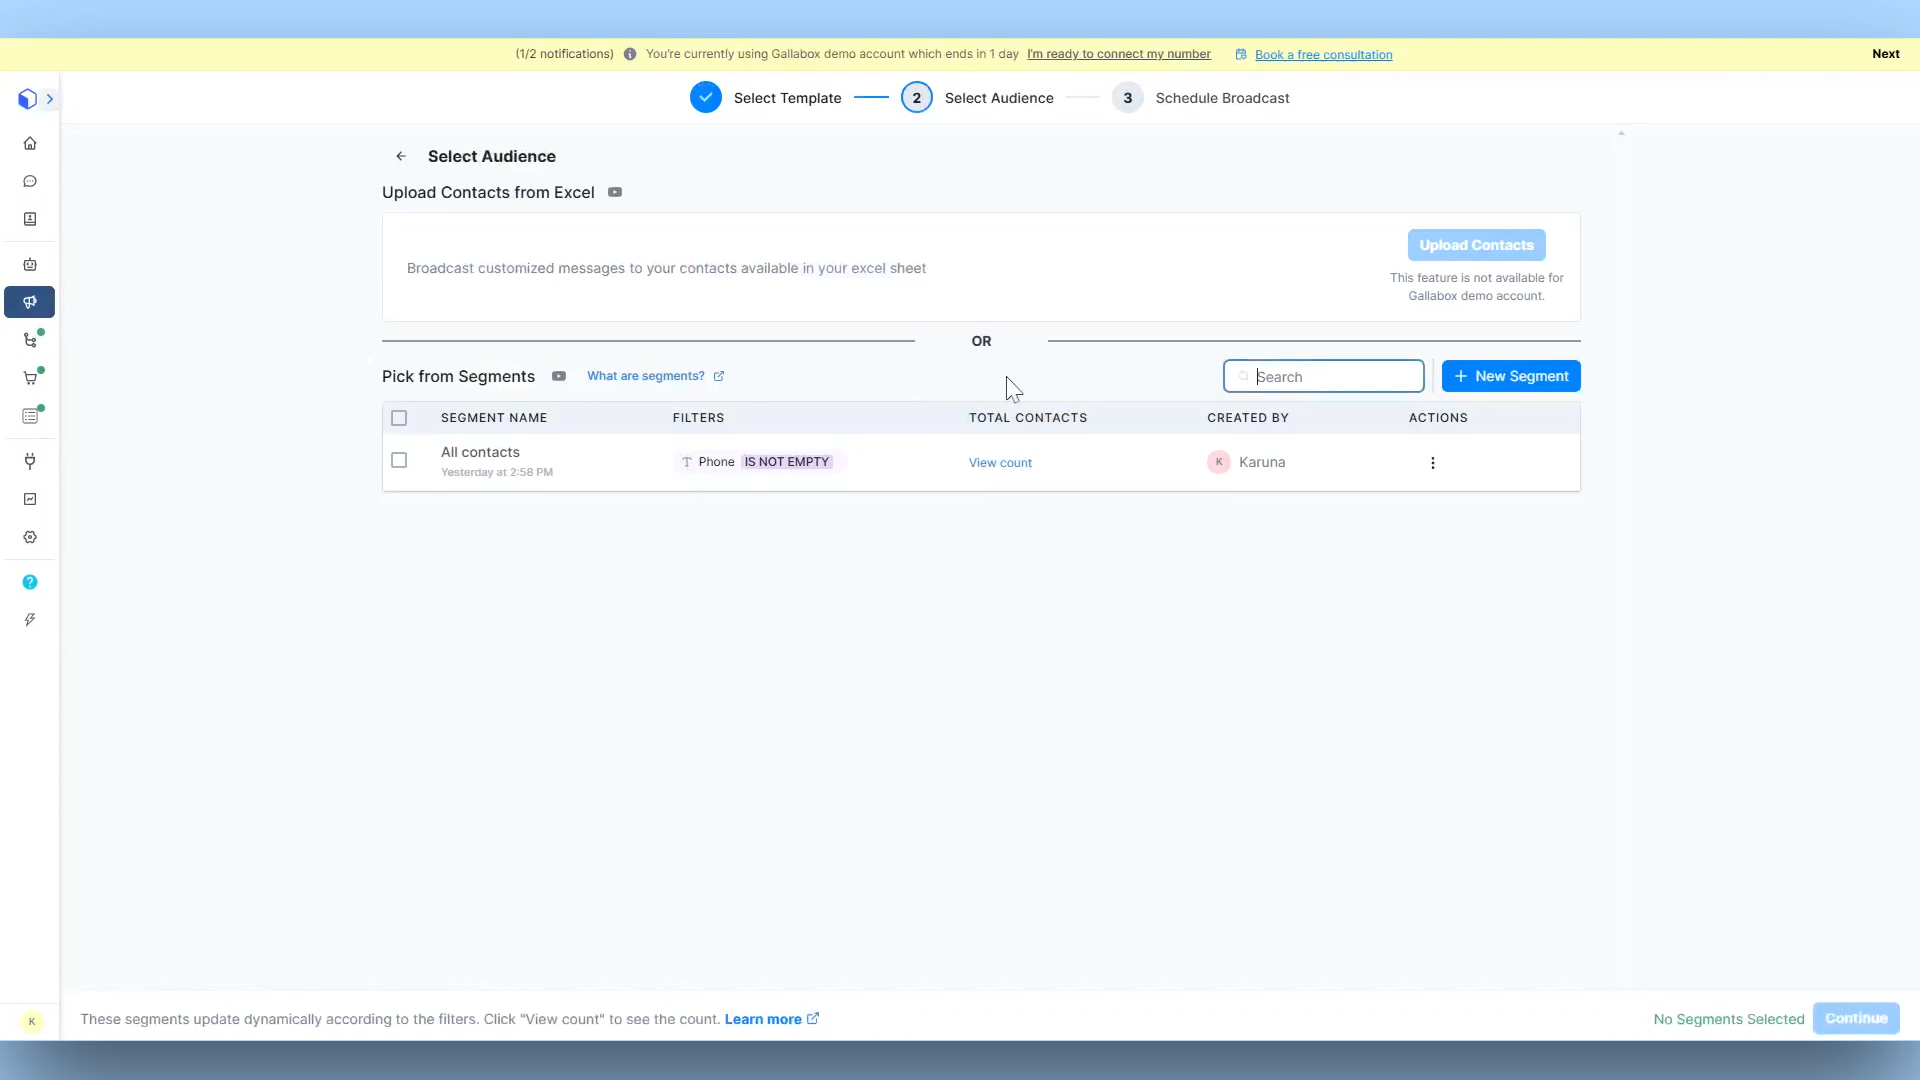 (1/2 notifications) You're currently using Gallabox demo account which ends in 1 day I'm ready to connect my number Book a free consultation Next
Select Template 2 Select Audience 3 Schedule Broadcast
Select Audience
Upload Contacts from Excel
Upload Contacts
Broadcast customized messages to your contacts available in your excel sheet
This feature is not available for
Gallabox demo account.
OR
Pick from Segments What are segments? Search + New Segment
SEGMENT NAME FILTERS TOTAL CONTACTS CREATED BY ACTIONS
All contacts
Yesterday at 2:58 PM
Phone IS NOT EMPTY View count K Karuna
K
These segments update dynamically according to the filters. Click "View count" to see the count. Learn more No Segments Selected Continue